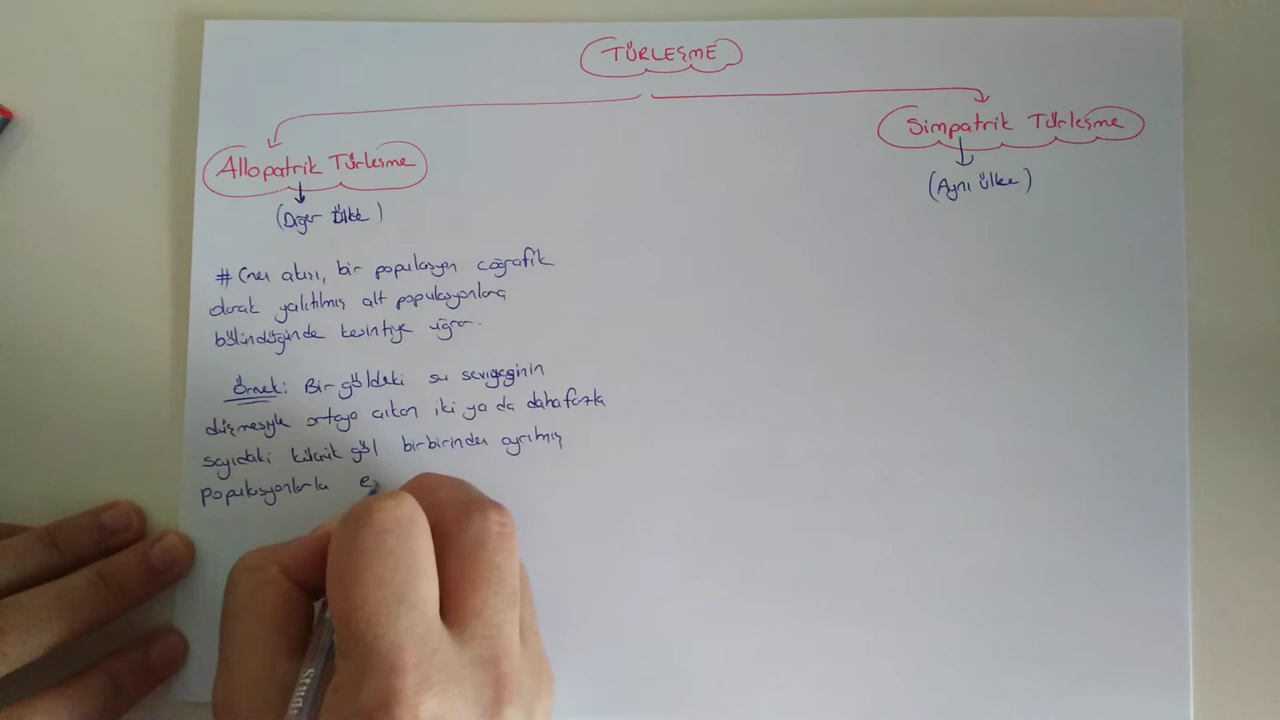 TÜRLEŞME
Allopatrik Türleşme
(Diğer ülke)
Simpatrik Türleşme
(Aynı ülke)
# Gen akışı, bir populasyon coğrafik
olarak yalıtılmış alt populasyonlara
bölündüğünde kesintiye uğrar.
Örnek: Bir göldeki su seviyesinin
düşmesiyle ortaya çıkan iki ya da daha fazla
sayıdaki küçük göl birbirinden ayrılmış
populasyonlarla e